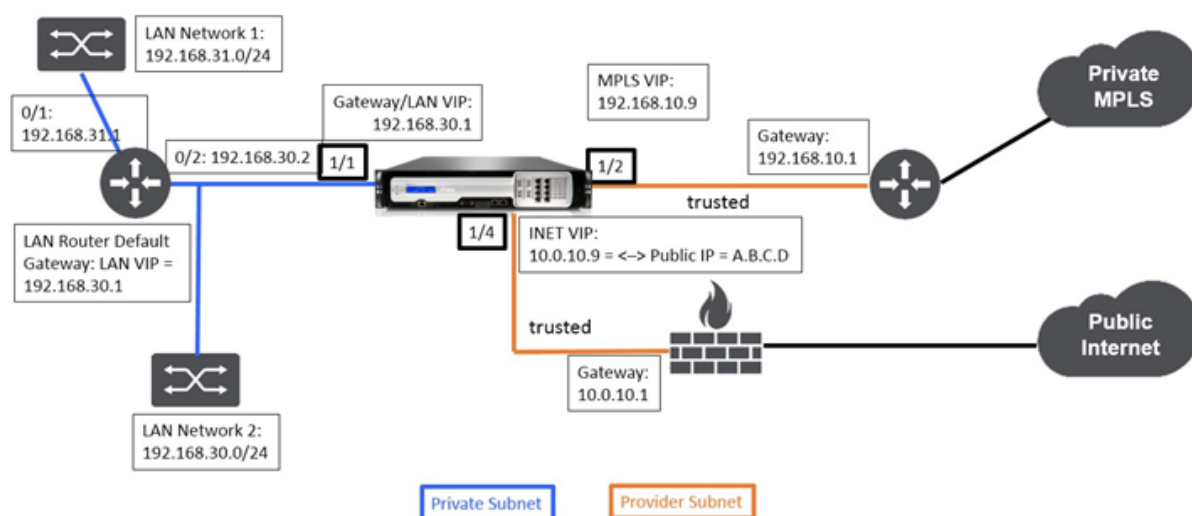 LAN Network 1:
192.168.31.0/24
0/1:
192.168.31.1
Gateway/LAN VIP:
192.168.30.1
MPLS VIP:
192.168.10.9
Private
MPLS
Gateway:
192.168.10.1
0/2: 192.168.30.2
1/1
1/2
trusted
1/4
INET VIP:
10.0.10.9 = <--> Public IP = A.B.C.D
LAN Router Default
Gateway: LAN VIP =
192.168.30.1
trusted
Public
Internet
Gateway:
10.0.10.1
LAN Network 2:
192.168.30.0/24
Private Subnet
Provider Subnet